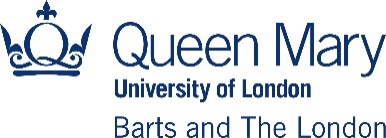 Queen Mary
University of London
Barts and The London